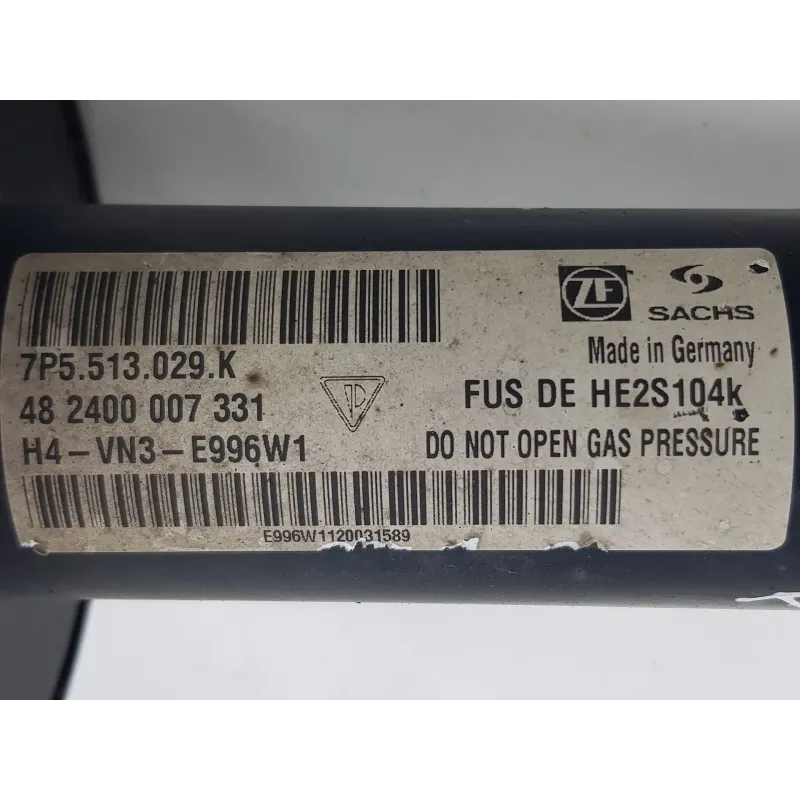 ZF SACHS
Made in Germany
7P5.513.029.K
48 2400 007 331
H4-VN3-E996W1
FUS DE HE2S104k
DO NOT OPEN GAS PRESSURE
E996W1120031589